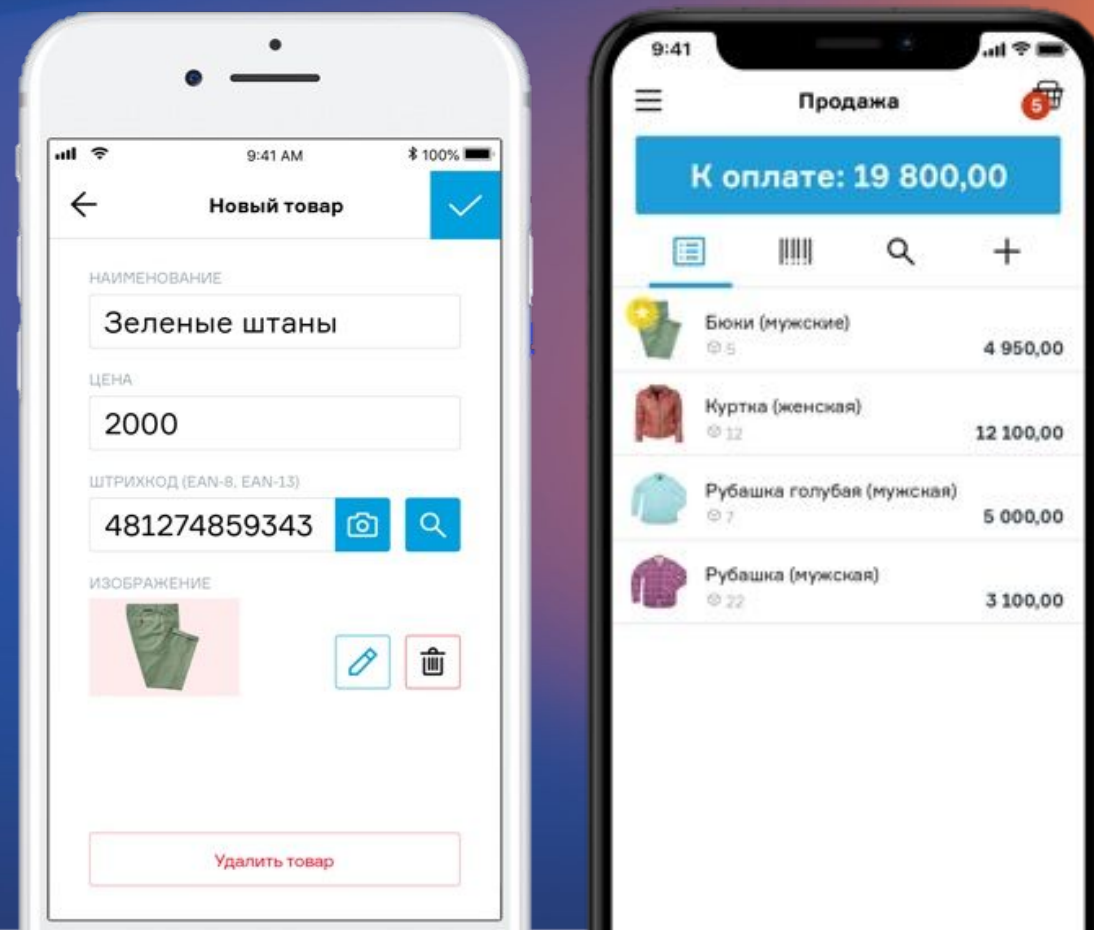 9:41 AM
100%
Новый товар
НАИМЕНОВАНИЕ
Зеленые штаны
ЦЕНА
2000
ШТРИХКОД (EAN-8, EAN-13)
481274859343
ИЗОБРАЖЕНИЕ
Удалить товар
9:41
Продажа
5
К оплате: 19 800,00
Бюки (мужские)
5
4 950,00
Куртка (женская)
12
12 100,00
Рубашка голубая (мужская)
7
5 000,00
Рубашка (мужская)
22
3 100,00